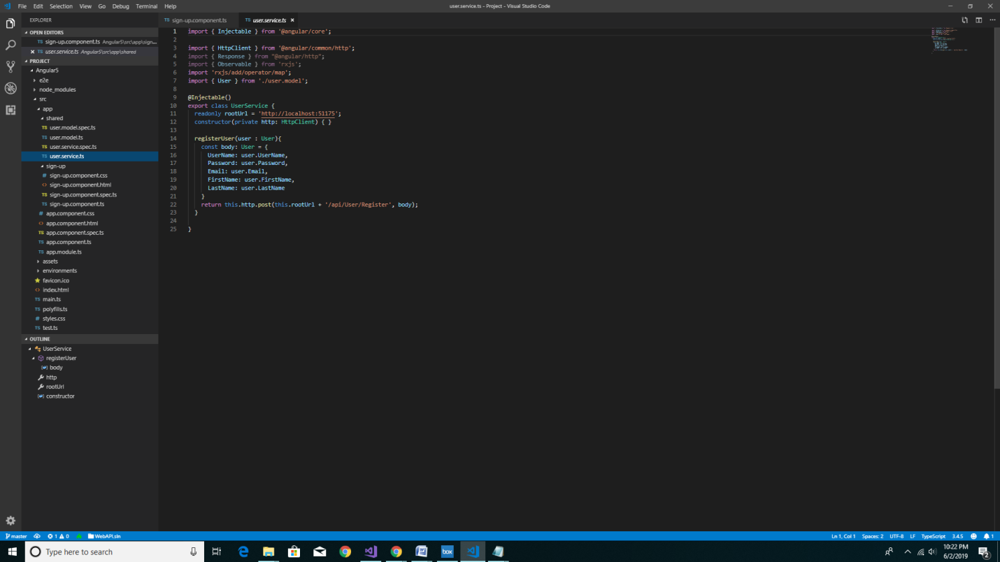 File Edit Selection View Go Debug Terminal Help
user.service.ts - Project - Visual Studio Code
EXPLORER
OPEN EDITORS
TS sign-up.component.ts Angular5\src\app\sign...
TS user.service.ts Angular5\src\app\shared
PROJECT
Angular5
e2e
node_modules
src
app
shared
TS user.model.spec.ts
TS user.model.ts
TS user.service.spec.ts
TS user.service.ts
sign-up
# sign-up.component.css
<> sign-up.component.html
TS sign-up.component.spec.ts
TS sign-up.component.ts
# app.component.css
<> app.component.html
TS app.component.spec.ts
TS app.component.ts
TS app.module.ts
assets
environments
favicon.ico
<> index.html
TS main.ts
TS polyfills.ts
# styles.css
TS test.ts
OUTLINE
UserService
registerUser
body
http
rootUrl
constructor
TS sign-up.component.ts TS user.service.ts ×
1 import { Injectable } from '@angular/core';
2
3 import { HttpClient } from '@angular/common/http';
4 import { Response } from "@angular/http";
5 import { Observable } from 'rxjs';
6 import 'rxjs/add/operator/map';
7 import { User } from './user.model';
8
9 @Injectable()
10 export class UserService {
11 readonly rootUrl = 'http://localhost:51175';
12 constructor(private http: HttpClient) { }
13
14 registerUser(user : User){
15 const body: User = {
16 UserName: user.UserName,
17 Password: user.Password,
18 Email: user.Email,
19 FirstName: user.FirstName,
20 LastName: user.LastName
21 }
22 return this.http.post(this.rootUrl + '/api/User/Register', body);
23 }
24
25 }
master 1 0 WebAPI.sln
Ln 1, Col 1 Spaces: 2 UTF-8 LF TypeScript 3.4.5 1
Type here to search
box
10:22 PM
6/2/2019
2